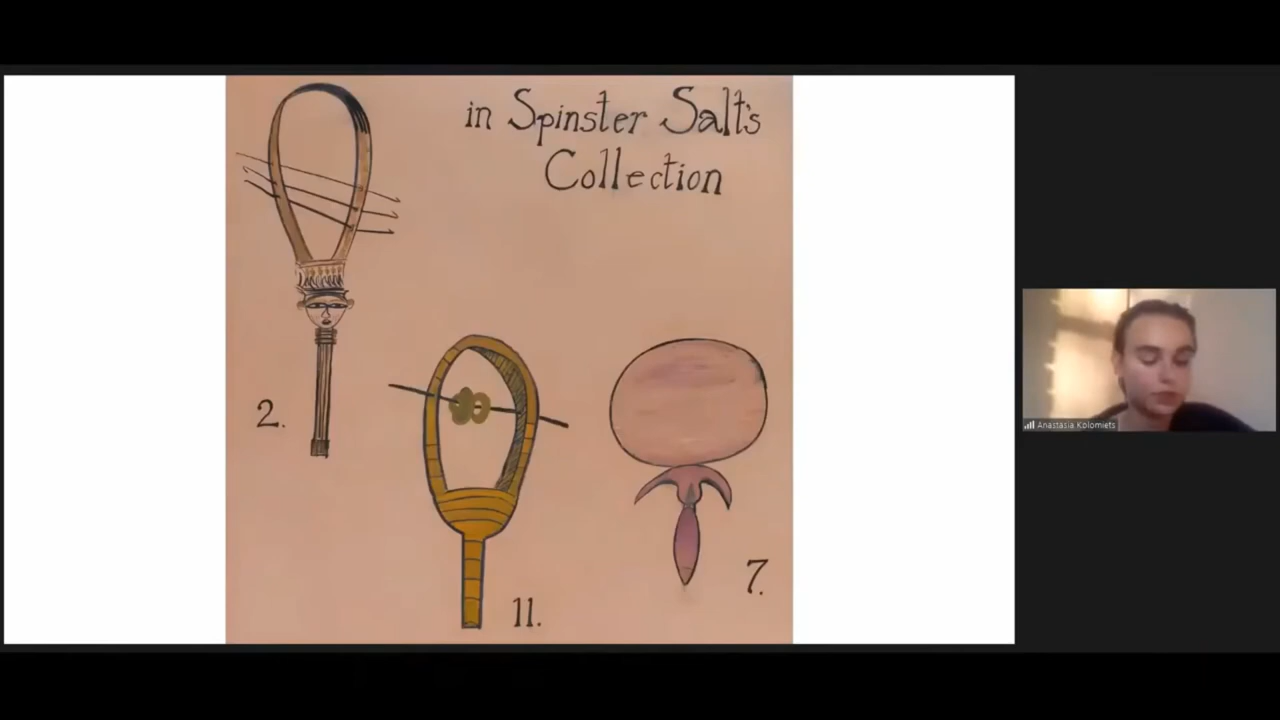 in Spinster Salt's
Collection
2.
11.
7.
Anastasia Kolomiets